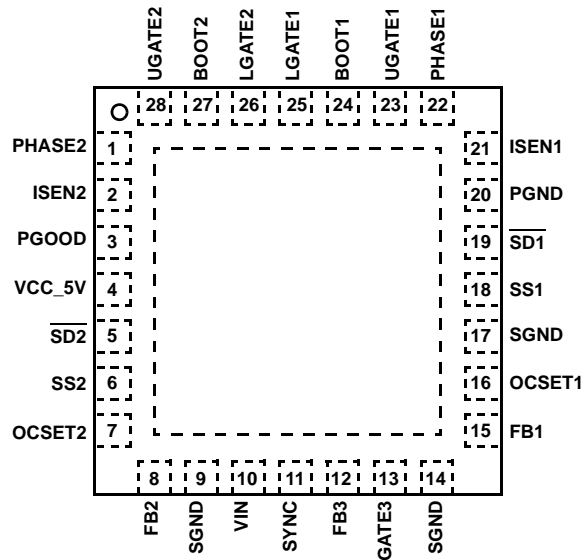 UGATE2
BOOT2
LGATE2
LGATE1
BOOT1
UGATE1
PHASE1
28 27 26 25 24 23 22
PHASE2 1 21 ISEN1
ISEN2 2 20 PGND
PGOOD 3 19 SD1
VCC_5V 4 18 SS1
SD2 5 17 SGND
SS2 6 16 OCSET1
OCSET2 7 15 FB1
8 9 10 11 12 13 14
FB2
SGND
VIN
SYNC
FB3
GATE3
SGND